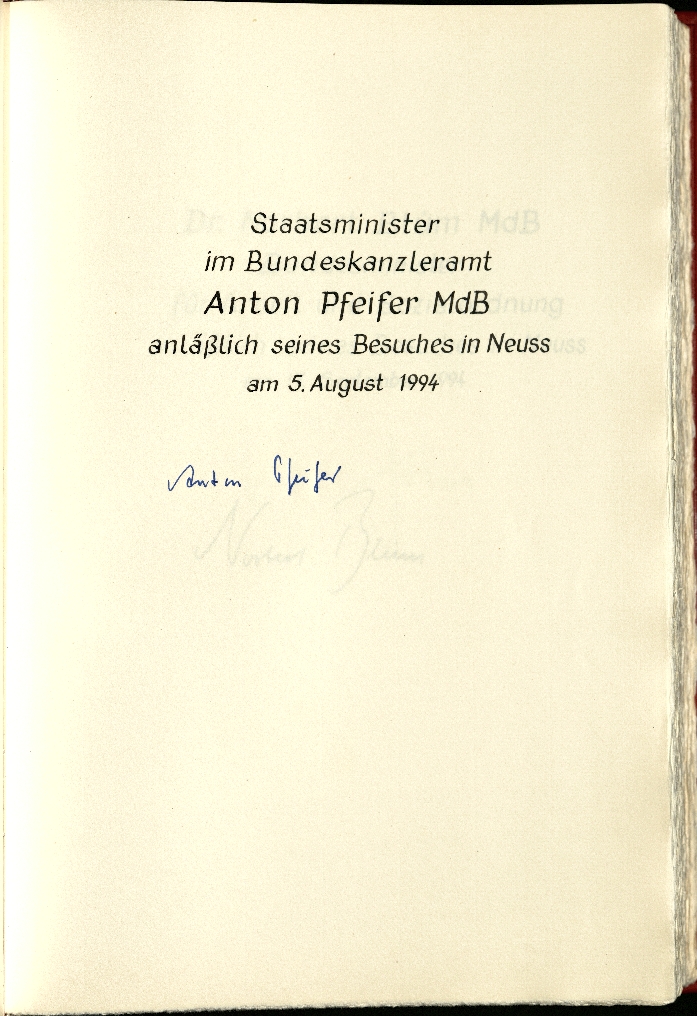 Staatsminister
im Bundeskanzleramt
Anton Pfeifer MdB
anläßlich seines Besuches in Neuss
am 5. August 1994
Anton Pfeifer